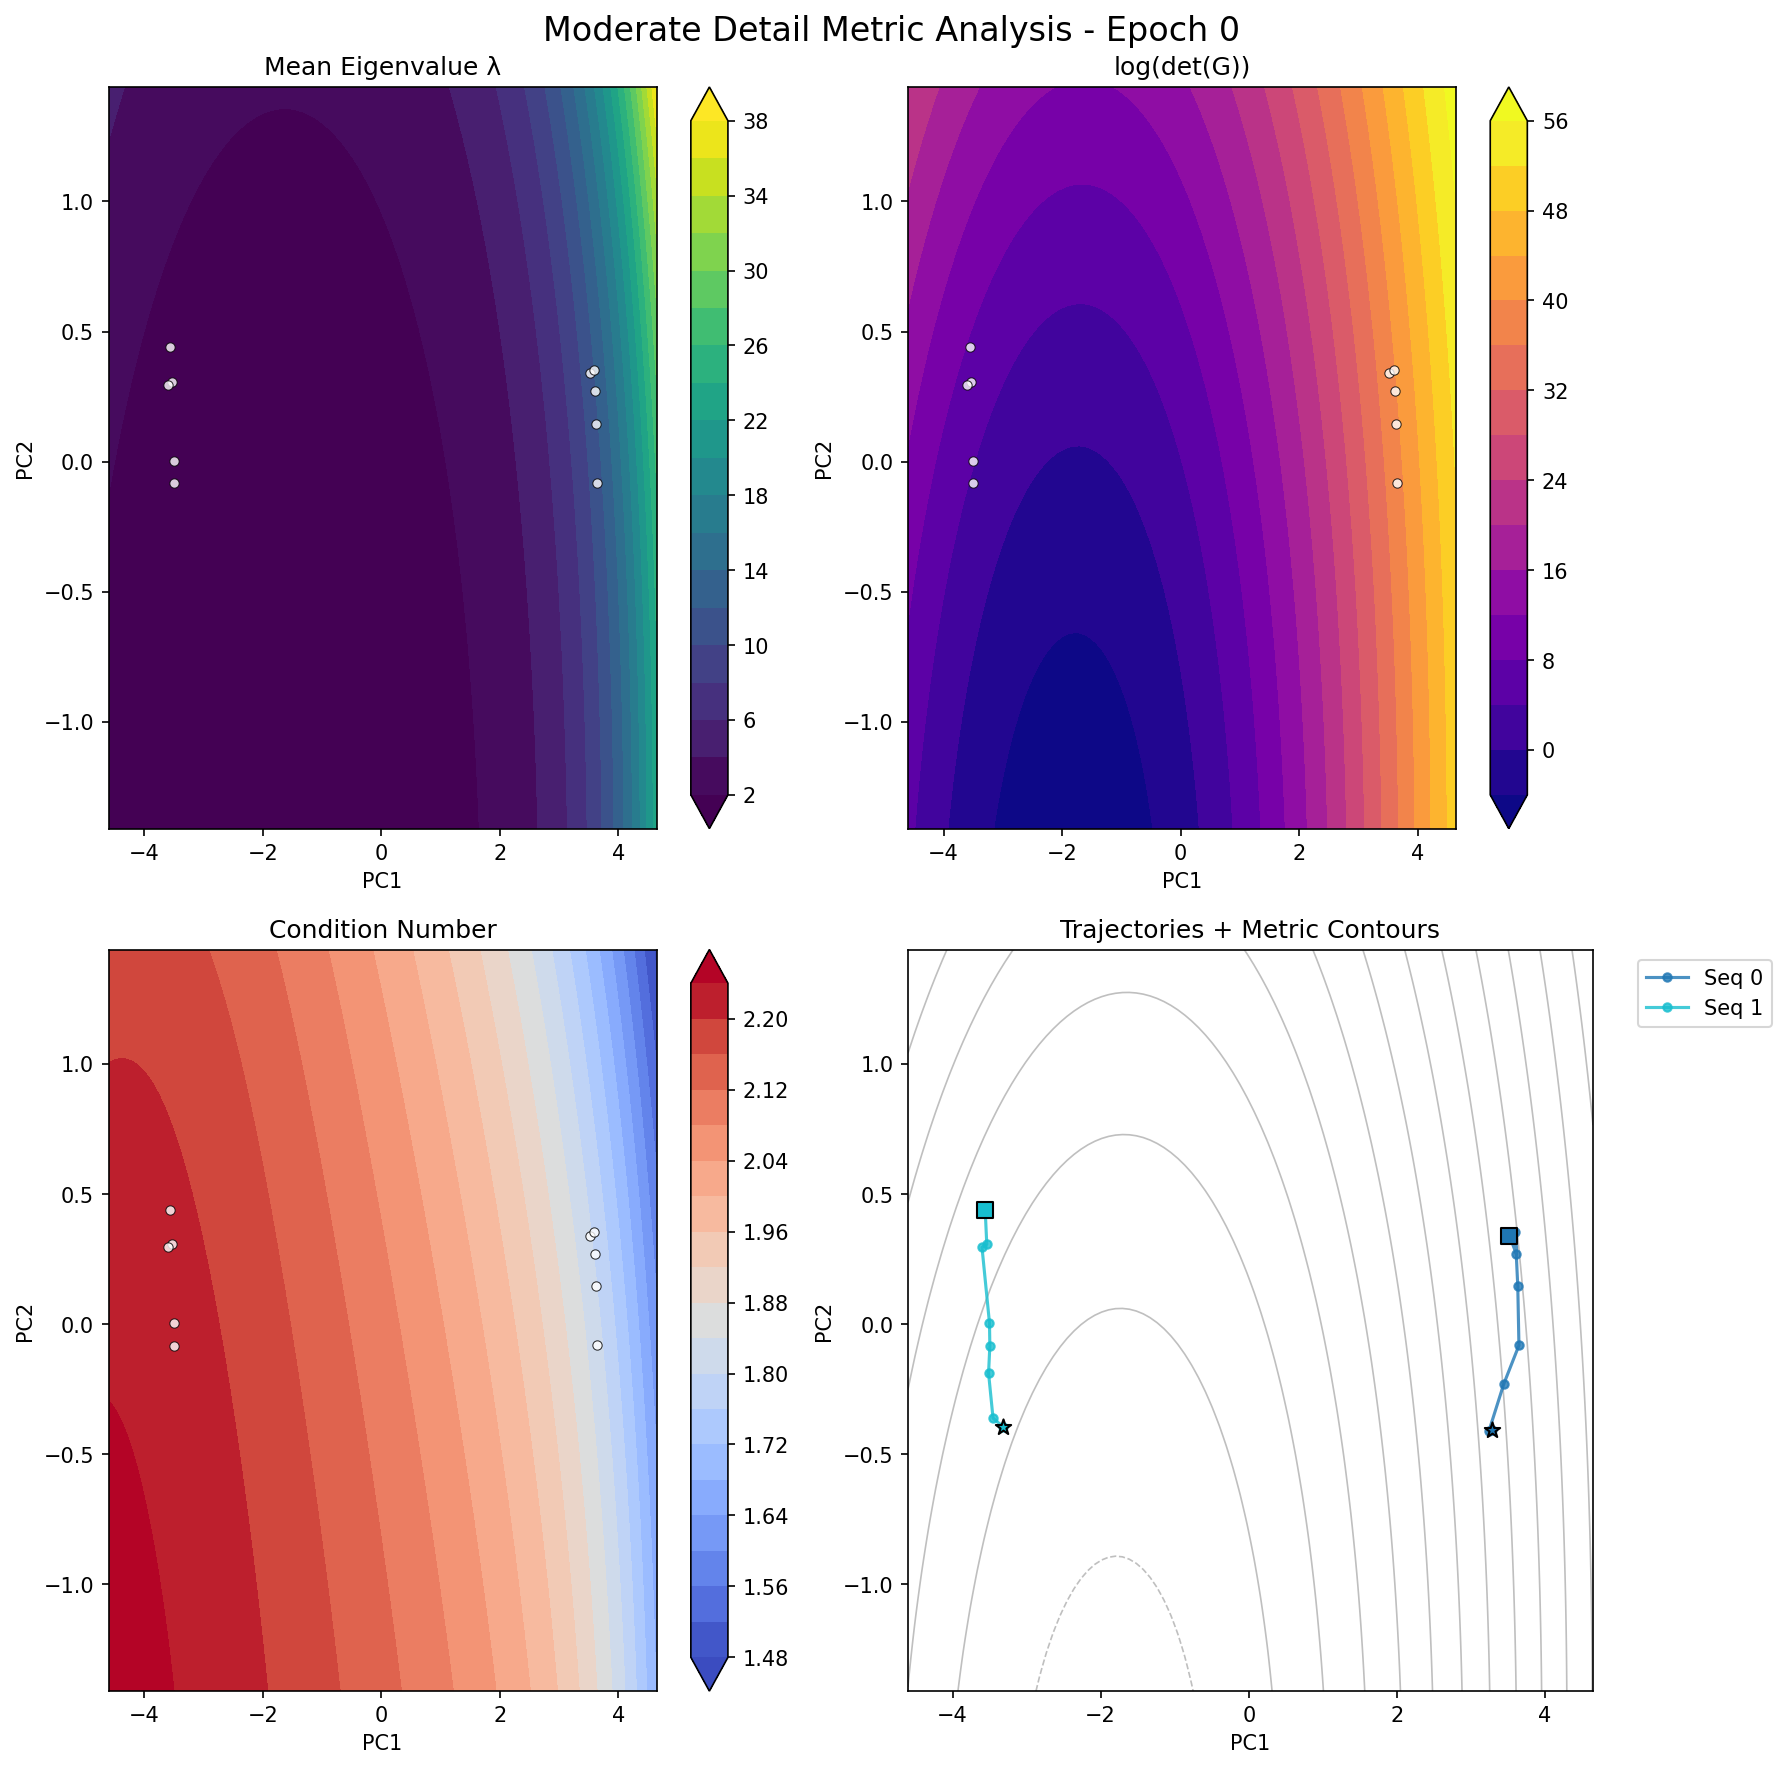 Moderate Detail Metric Analysis - Epoch 0
Mean Eigenvalue λ
1.0
0.5
0.0
−0.5
−1.0
PC2
−4 −2 0 2 4
PC1
38
34
30
26
22
18
14
10
6
2
log(det(G))
1.0
0.5
0.0
−0.5
−1.0
PC2
−4 −2 0 2 4
PC1
56
48
40
32
24
16
8
0
Condition Number
1.0
0.5
0.0
−0.5
−1.0
PC2
−4 −2 0 2 4
PC1
2.20
2.12
2.04
1.96
1.88
1.80
1.72
1.64
1.56
1.48
Trajectories + Metric Contours
1.0
0.5
0.0
−0.5
−1.0
PC2
−4 −2 0 2 4
PC1
Seq 0
Seq 1